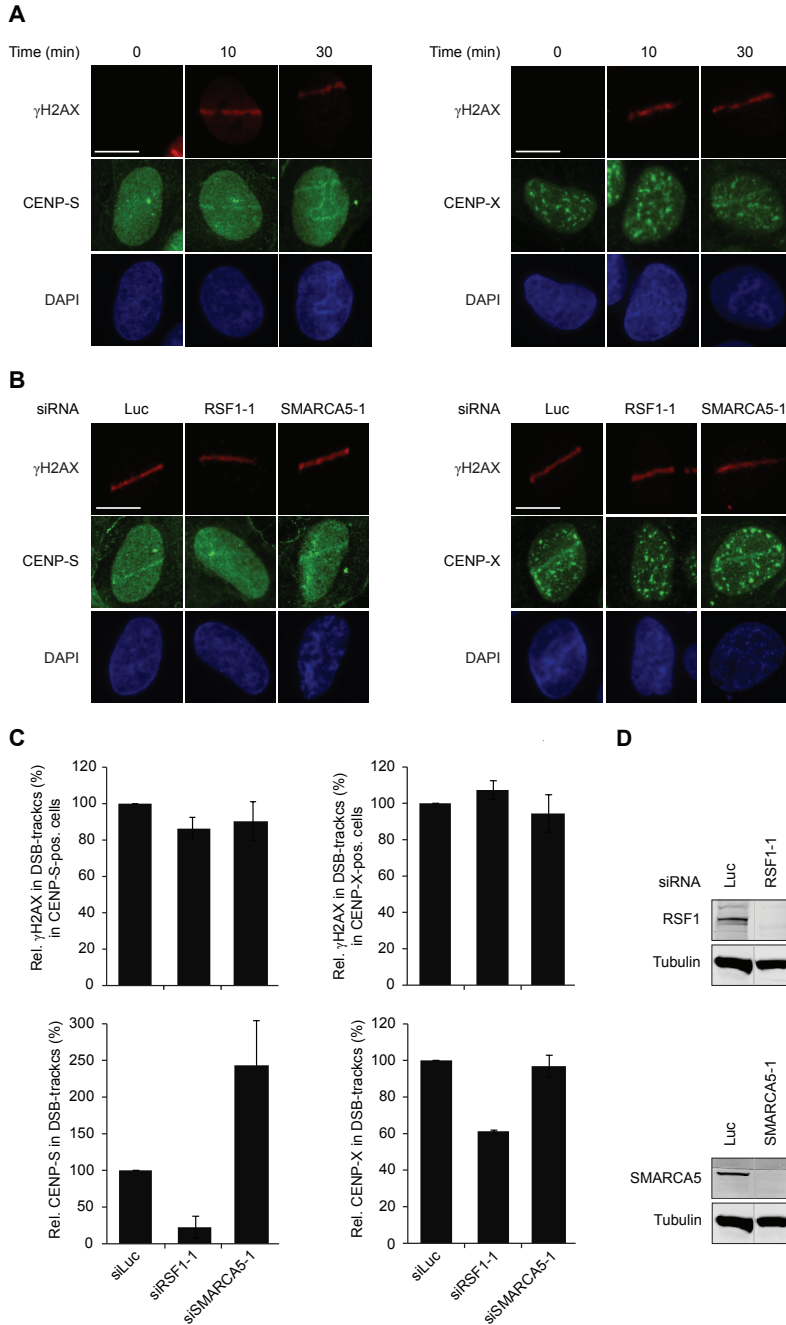 A
Time (min) 0 10 30
γH2AX
CENP-S
DAPI
Time (min) 0 10 30
γH2AX
CENP-X
DAPI
B
siRNA Luc RSF1-1 SMARCA5-1
γH2AX
CENP-S
DAPI
siRNA Luc RSF1-1 SMARCA5-1
γH2AX
CENP-X
DAPI
C
Rel. γH2AX in DSB-trackcs (%)
in CENP-S-pos. cells
120
100
80
60
40
20
0
Rel. γH2AX in DSB-trackcs (%)
in CENP-X-pos. cells
120
100
80
60
40
20
0
Rel. CENP-S in DSB-trackcs (%)
300
250
200
150
100
50
0
siLuc
siRSF1-1
siSMARCA5-1
Rel. CENP-X in DSB-trackcs (%)
120
100
80
60
40
20
0
siLuc
siRSF1-1
siSMARCA5-1
D
siRNA Luc RSF1-1
RSF1
Tubulin
Luc SMARCA5-1
SMARCA5
Tubulin